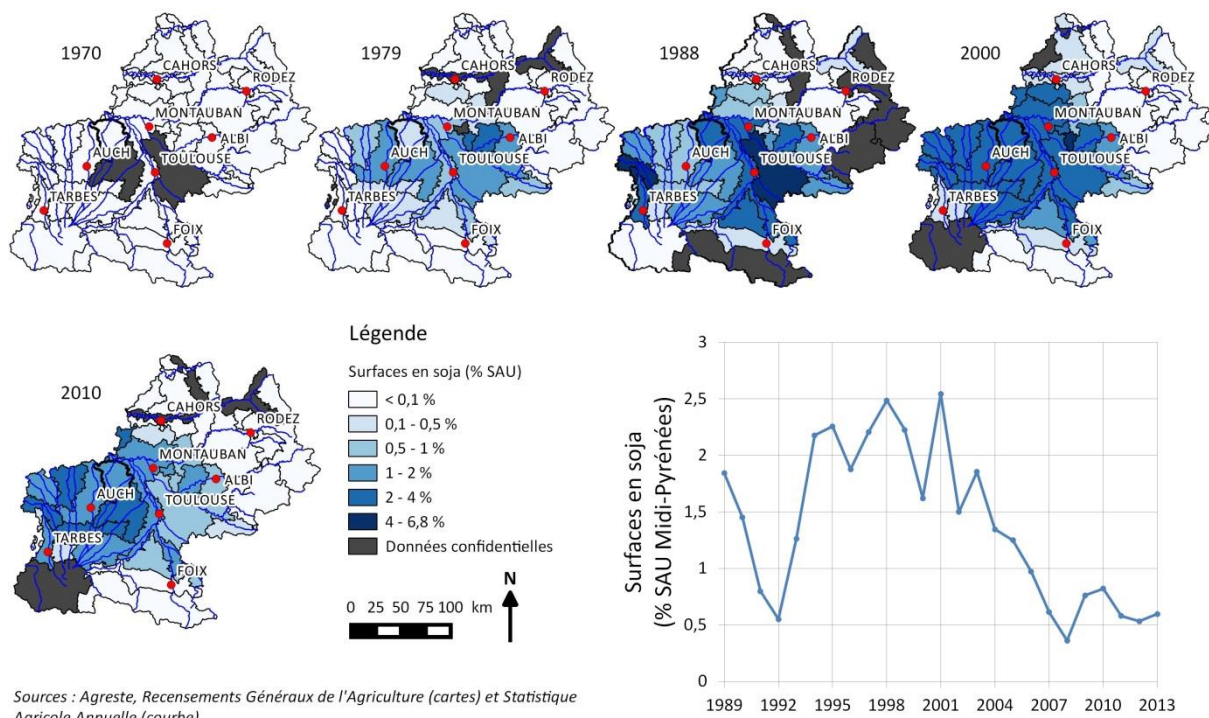 1970
CAHORS
RODEZ
MONTAUBAN
ALBI
AUCH
TOULOUSE
TARBES
FOIX
1979
CAHORS
RODEZ
MONTAUBAN
ALBI
AUCH
TOULOUSE
TARBES
FOIX
1988
CAHORS
RODEZ
MONTAUBAN
ALBI
AUCH
TOULOUSE
TARBES
FOIX
2000
CAHORS
RODEZ
MONTAUBAN
ALBI
AUCH
TOULOUSE
TARBES
FOIX
2010
CAHORS
RODEZ
MONTAUBAN
ALBI
AUCH
TOULOUSE
TARBES
FOIX
Légende
Surfaces en soja (% SAU)
< 0,1 %
0,1 - 0,5 %
0,5 - 1 %
1 - 2 %
2 - 4 %
4 - 6,8 %
Données confidentielles
N
0 25 50 75 100 km
Surfaces en soja
(% SAU Midi-Pyrénées)
3
2,5
2
1,5
1
0,5
0
1989 1992 1995 1998 2001 2004 2007 2010 2013
Sources : Agreste, Recensements Généraux de l'Agriculture (cartes) et Statistique
Agricole Annuelle (courbe)